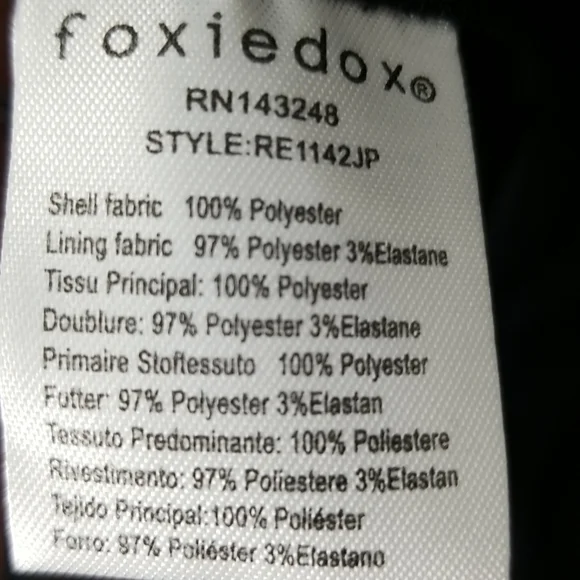 foxiedox®
RN143248
STYLE:RE1142JP
Shell fabric 100% Polyester
Lining fabric 97% Polyester 3%Elastane
Tissu Principal: 100% Polyester
Doublure: 97% Polyester 3%Elastane
Primaire Stoffessuto 100% Polyester
Futter: 97% Polyester 3%Elastan
Tessuto Predominante: 100% Poliestere
Rivestimento: 97% Poliestere 3%Elastan
Tejido Principal:100% Poliéster
Forro: 97% Poliéster 3%Elastano